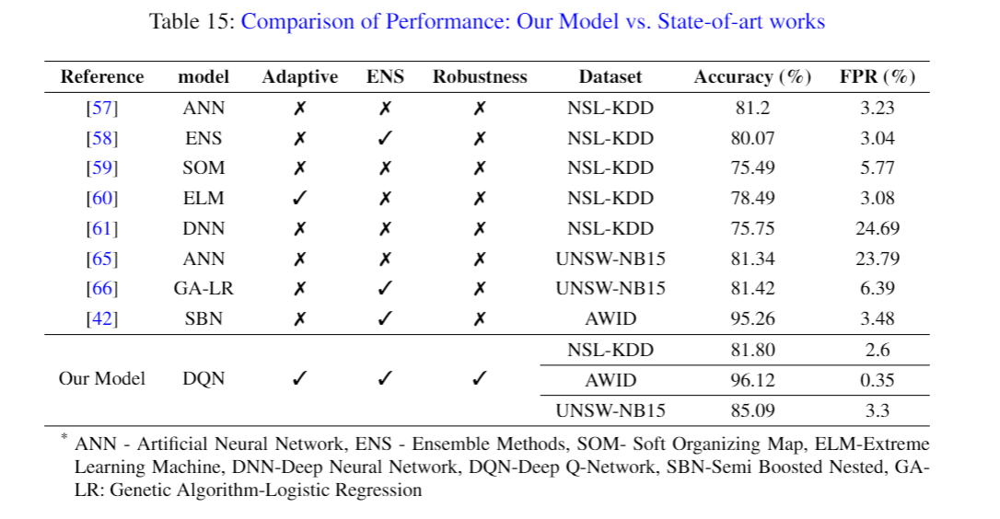 Table 15: Comparison of Performance: Our Model vs. State-of-art works
Reference model Adaptive ENS Robustness Dataset Accuracy (%) FPR (%)
[57] ANN ✗ ✗ ✗ NSL-KDD 81.2 3.23
[58] ENS ✗ ✓ ✗ NSL-KDD 80.07 3.04
[59] SOM ✗ ✗ ✗ NSL-KDD 75.49 5.77
[60] ELM ✓ ✗ ✗ NSL-KDD 78.49 3.08
[61] DNN ✗ ✗ ✗ NSL-KDD 75.75 24.69
[65] ANN ✗ ✗ ✗ UNSW-NB15 81.34 23.79
[66] GA-LR ✗ ✓ ✗ UNSW-NB15 81.42 6.39
[42] SBN ✗ ✓ ✗ AWID 95.26 3.48
NSL-KDD 81.80 2.6
Our Model DQN ✓ ✓ ✓ AWID 96.12 0.35
UNSW-NB15 85.09 3.3
* ANN - Artificial Neural Network, ENS - Ensemble Methods, SOM- Soft Organizing Map, ELM-Extreme
Learning Machine, DNN-Deep Neural Network, DQN-Deep Q-Network, SBN-Semi Boosted Nested, GA-
LR: Genetic Algorithm-Logistic Regression